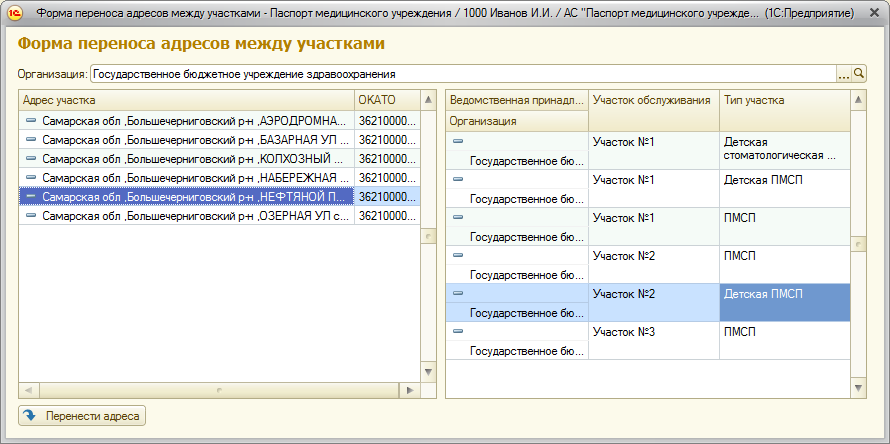 Форма переноса адресов между участками - Паспорт медицинского учреждения / 1000 Иванов И.И. / АС "Паспорт медицинского учрежде... (1С:Предприятие)
Форма переноса адресов между участками
Организация: Государственное бюджетное учреждение здравоохранения
Адрес участка ОКАТО
Самарская обл ,Большечерниговский р-н ,АЭРОДРОМНА... 36210000...
Самарская обл ,Большечерниговский р-н ,БАЗАРНАЯ УЛ ... 36210000...
Самарская обл ,Большечерниговский р-н ,КОЛХОЗНЫЙ ... 36210000...
Самарская обл ,Большечерниговский р-н ,НАБЕРЕЖНАЯ ... 36210000...
Самарская обл ,Большечерниговский р-н ,НЕФТЯНОЙ П... 36210000...
Самарская обл ,Большечерниговский р-н ,ОЗЕРНАЯ УЛ с... 36210000...
Ведомственная принадл... Участок обслуживания Тип участка
Организация
Участок №1 Детская стоматологическая ...
Государственное бю...
Участок №1 Детская ПМСП
Государственное бю...
Участок №1 ПМСП
Государственное бю...
Участок №2 ПМСП
Государственное бю...
Участок №2 Детская ПМСП
Государственное бю...
Участок №3 ПМСП
Государственное бю...
Перенести адреса